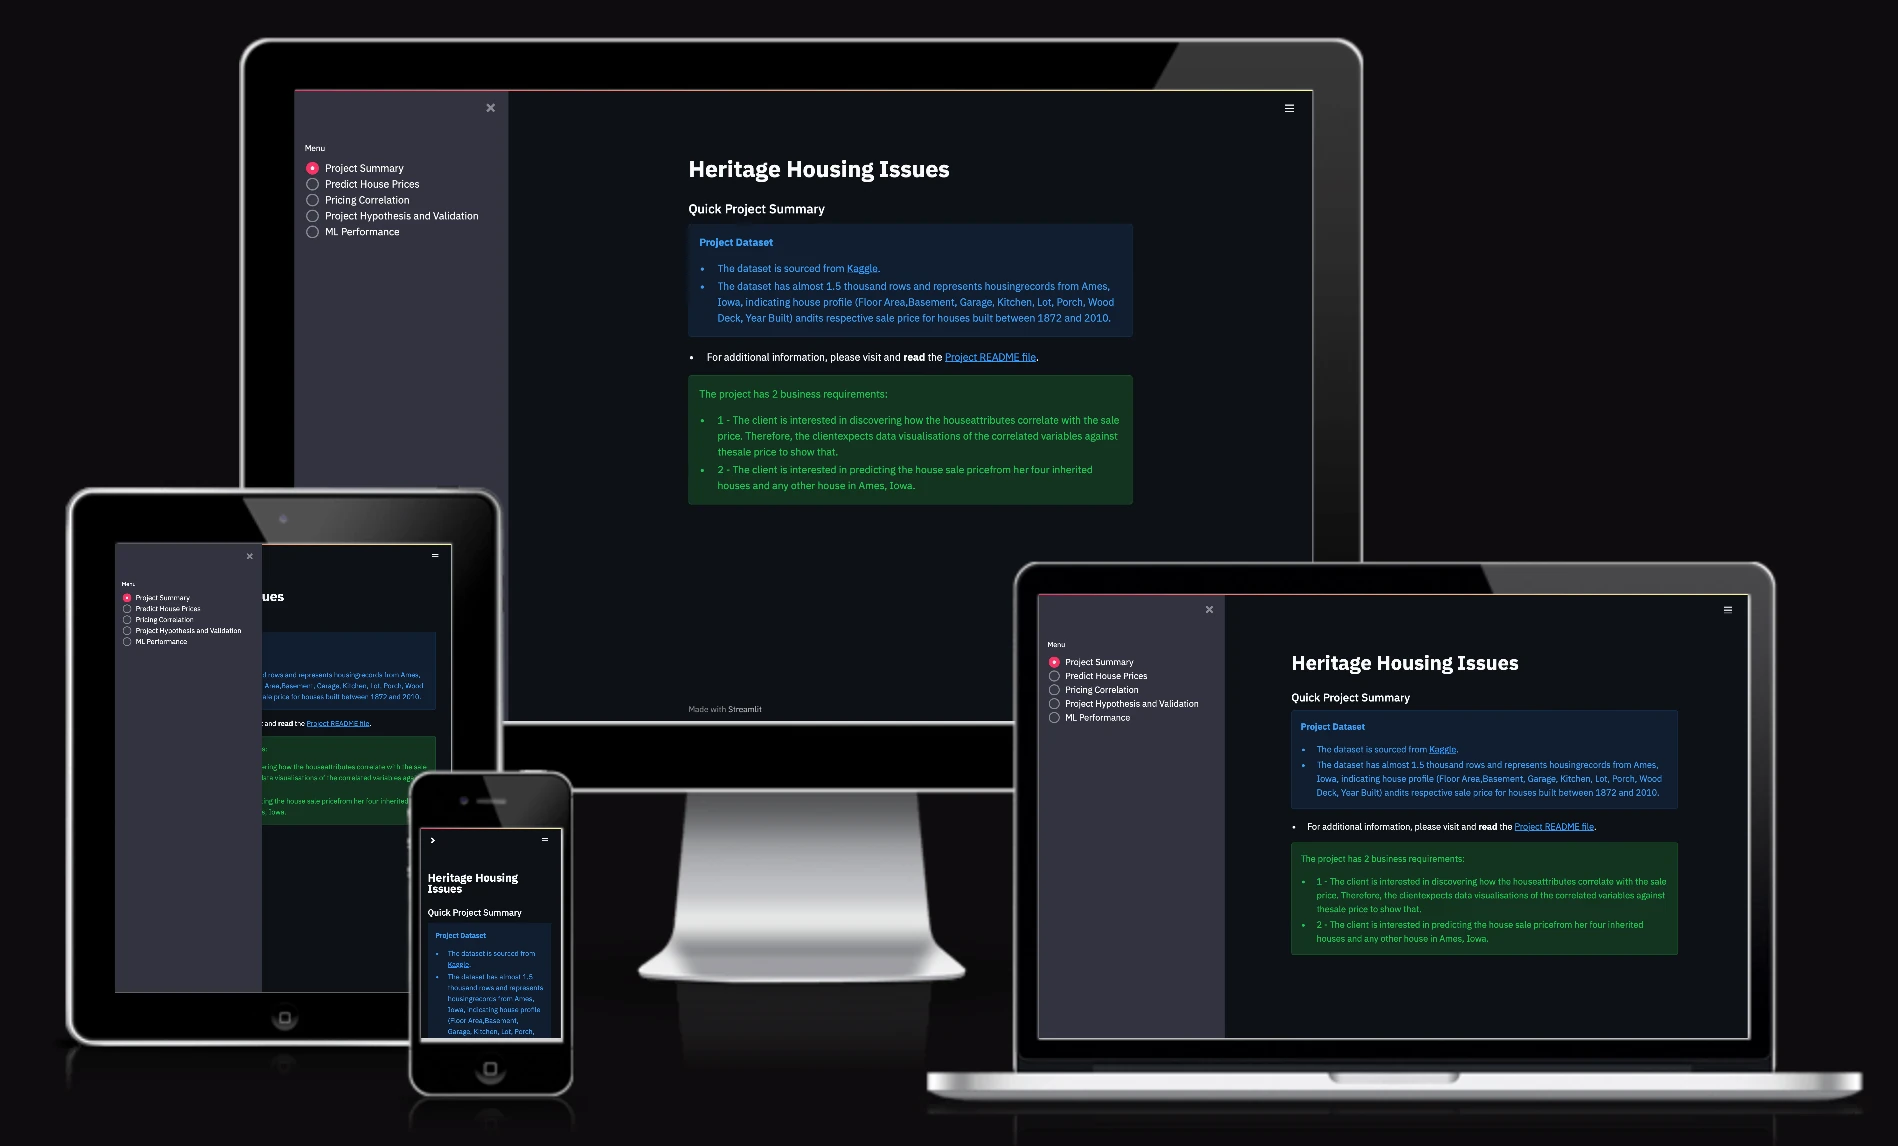 Menu
Project Summary
Predict House Prices
Pricing Correlation
Project Hypothesis and Validation
ML Performance
Heritage Housing Issues
Quick Project Summary
Project Dataset
• The dataset is sourced from Kaggle.
• The dataset has almost 1.5 thousand rows and represents housingrecords from Ames,
Iowa, indicating house profile (Floor Area,Basement, Garage, Kitchen, Lot, Porch, Wood
Deck, Year Built) andits respective sale price for houses built between 1872 and 2010.
• For additional information, please visit and read the Project README file.
The project has 2 business requirements:
• 1 - The client is interested in discovering how the houseattributes correlate with the sale
price. Therefore, the clientexpects data visualisations of the correlated variables against
thesale price to show that.
• 2 - The client is interested in predicting the house sale pricefrom her four inherited
houses and any other house in Ames, Iowa.
Made with Streamlit
Menu
Project Summary
Predict House Prices
Pricing Correlation
Project Hypothesis and Validation
ML Performance
ues
rows and represents housingrecords from Ames,
Area,Basement, Garage, Kitchen, Lot, Porch, Wood
sale price for houses built between 1872 and 2010.
and read the Project README file.
ering how the houseattributes correlate with the sale
data visualisations of the correlated variables
ing the house sale pricefrom her four inherited
s, Iowa.
Heritage Housing
Issues
Quick Project Summary
Project Dataset
• The dataset is sourced from
Kaggle.
• The dataset has almost 1.5
thousand rows and represents
housingrecords from Ames,
Iowa, indicating house profile
(Floor Area,Basement,
Garage, Kitchen, Lot, Porch,
Menu
Project Summary
Predict House Prices
Pricing Correlation
Project Hypothesis and Validation
ML Performance
Heritage Housing Issues
Quick Project Summary
Project Dataset
• The dataset is sourced from Kaggle.
• The dataset has almost 1.5 thousand rows and represents housingrecords from Ames,
Iowa, indicating house profile (Floor Area,Basement, Garage, Kitchen, Lot, Porch, Wood
Deck, Year Built) andits respective sale price for houses built between 1872 and 2010.
• For additional information, please visit and read the Project README file.
The project has 2 business requirements:
• 1 - The client is interested in discovering how the houseattributes correlate with the sale
price. Therefore, the clientexpects data visualisations of the correlated variables against
thesale price to show that.
• 2 - The client is interested in predicting the house sale pricefrom her four inherited
houses and any other house in Ames, Iowa.